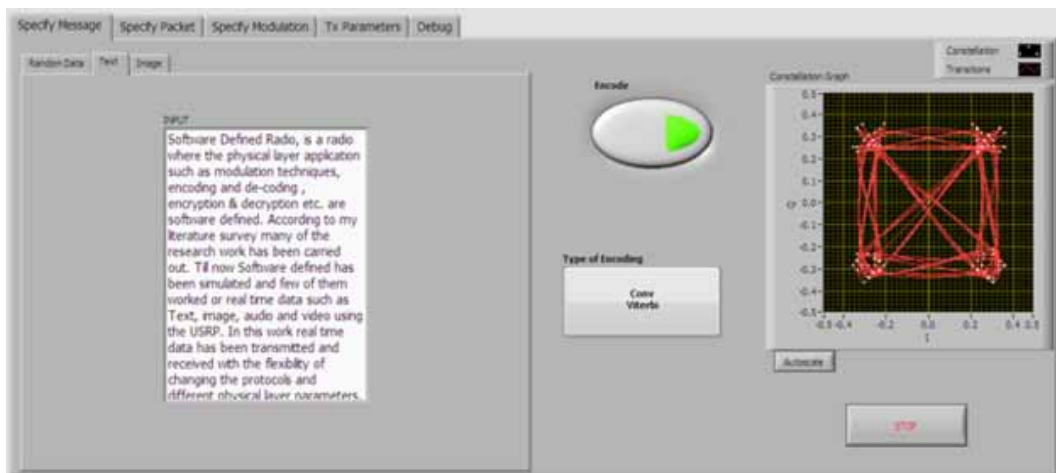 Specify Message Specify Packet Specify Modulation Tx Parameters Debug
Random Data Text Image
INPUT
Software Defined Radio, is a radio
where the physical layer application
such as modulation techniques,
encoding and de-coding ,
encryption & decryption etc. are
software defined. According to my
literature survey many of the
research work has been carried
out. Till now Software defined has
been simulated and few of them
worked or real time data such as
Text, image, audio and video using
the USRP. In this work real time
data has been transmitted and
received with the flexiblity of
changing the protocols and
different physical layer parameters.
Encode
Type of Encoding
Conv
Viterbi
Constellation
Transitions
Constellation Graph
0.5
0.4
0.3
0.2
0.1
0.0
-0.1
-0.2
-0.3
-0.4
-0.5
Q
-0.5 -0.4 -0.2 0.0 0.2 0.4 0.5
I
Autoscale
STOP